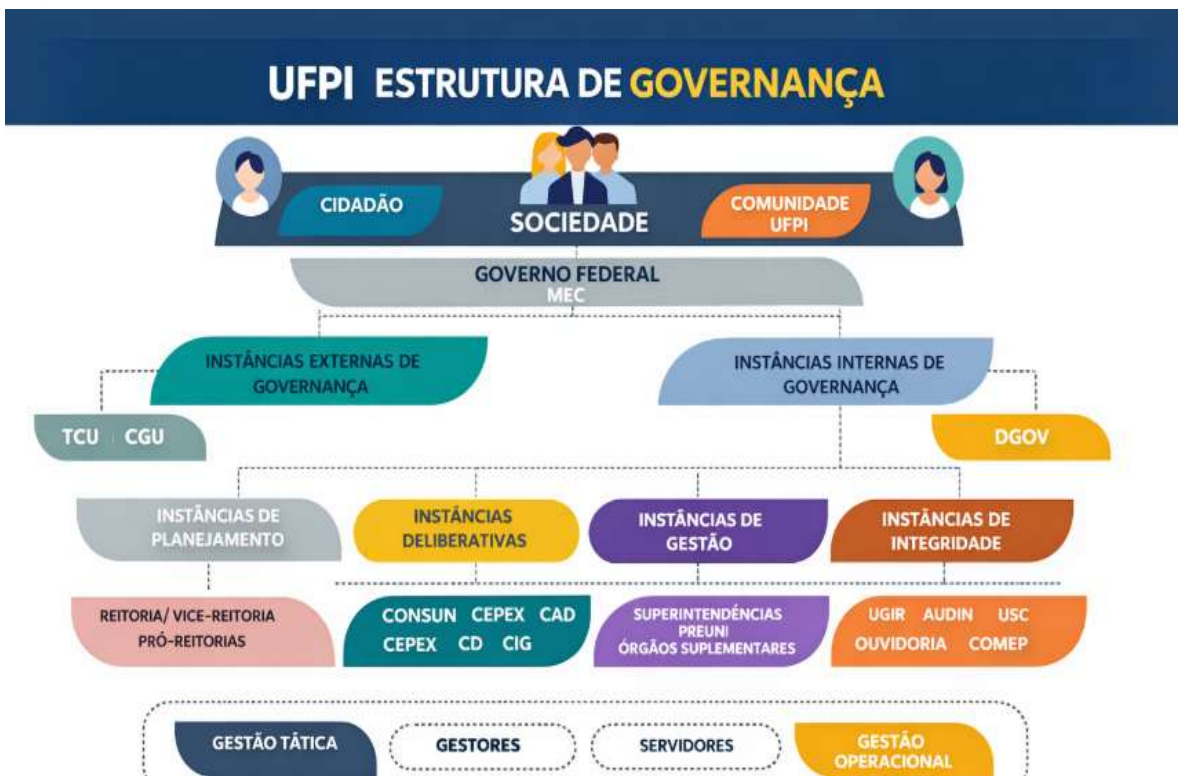 UFPI ESTRUTURA DE GOVERNANÇA
CIDADÃO
SOCIEDADE
COMUNIDADE
UFPI
GOVERNO FEDERAL
MEC
INSTÂNCIAS EXTERNAS DE
GOVERNANÇA
INSTÂNCIAS INTERNAS DE
GOVERNANÇA
TCU CGU
DGOV
INSTÂNCIAS DE
PLANEJAMENTO
INSTÂNCIAS
DELIBERATIVAS
INSTÂNCIAS DE
GESTÃO
INSTÂNCIAS DE
INTEGRIDADE
REITORIA/ VICE-REITORIA
PRÓ-REITORIAS
CONSUN CEPEX CAD
CEPEX CD CIG
SUPERINTENDÉNCIAS
PREUNI
ÓRGÃOS SUPLEMENTARES
UGIR AUDIN USC
OUVIDORIA COMEP
GESTÃO TÁTICA
GESTORES
SERVIDORES
GESTÃO
OPERACIONAL